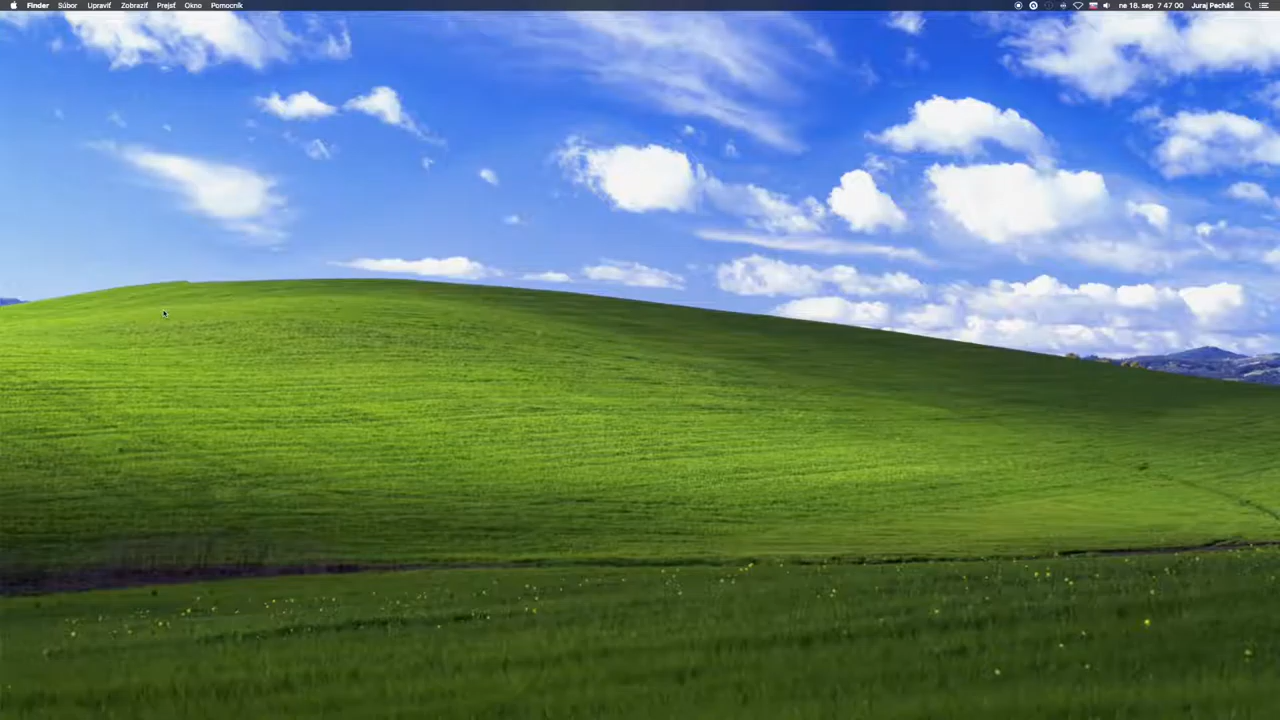 Finder Súbor Upraviť Zobraziť Prejsť Okno Pomocník ne 18. sep 7 47 00 Juraj Pecháč